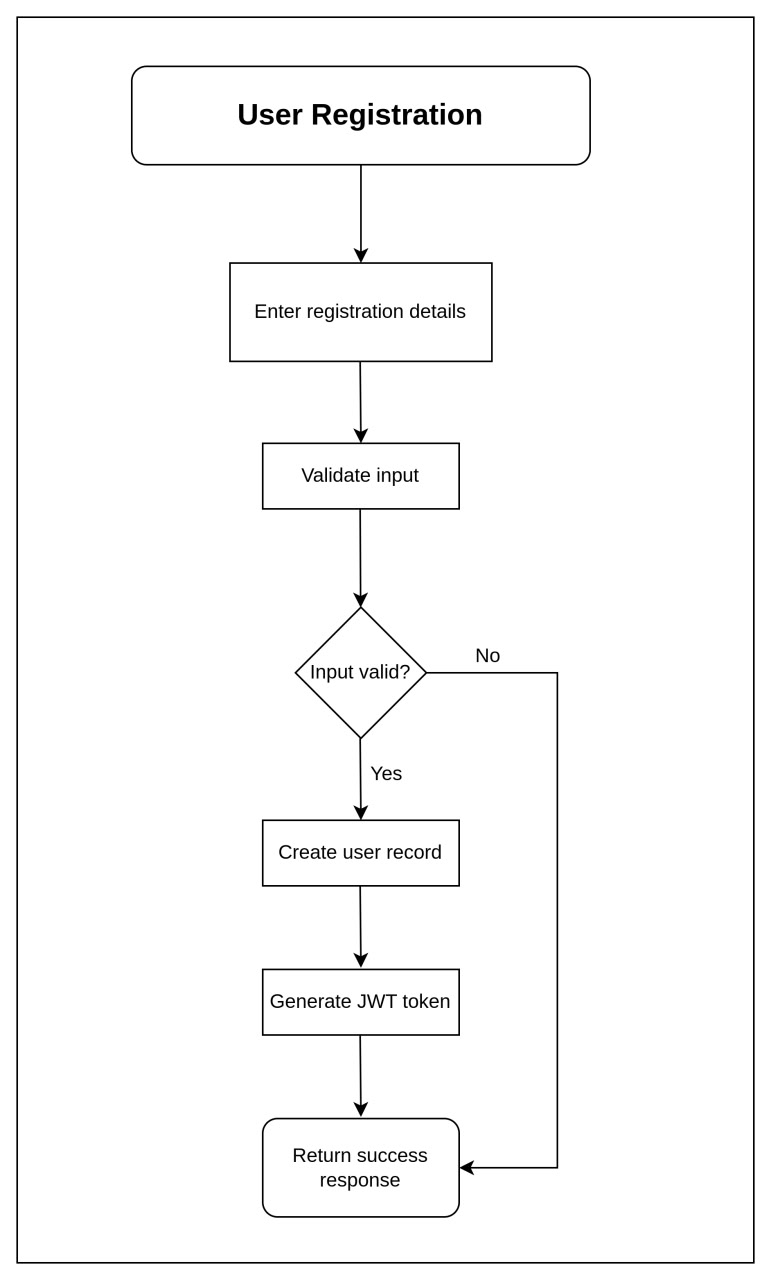 User Registration
Enter registration details
Validate input
Input valid?
No
Yes
Create user record
Generate JWT token
Return success
response